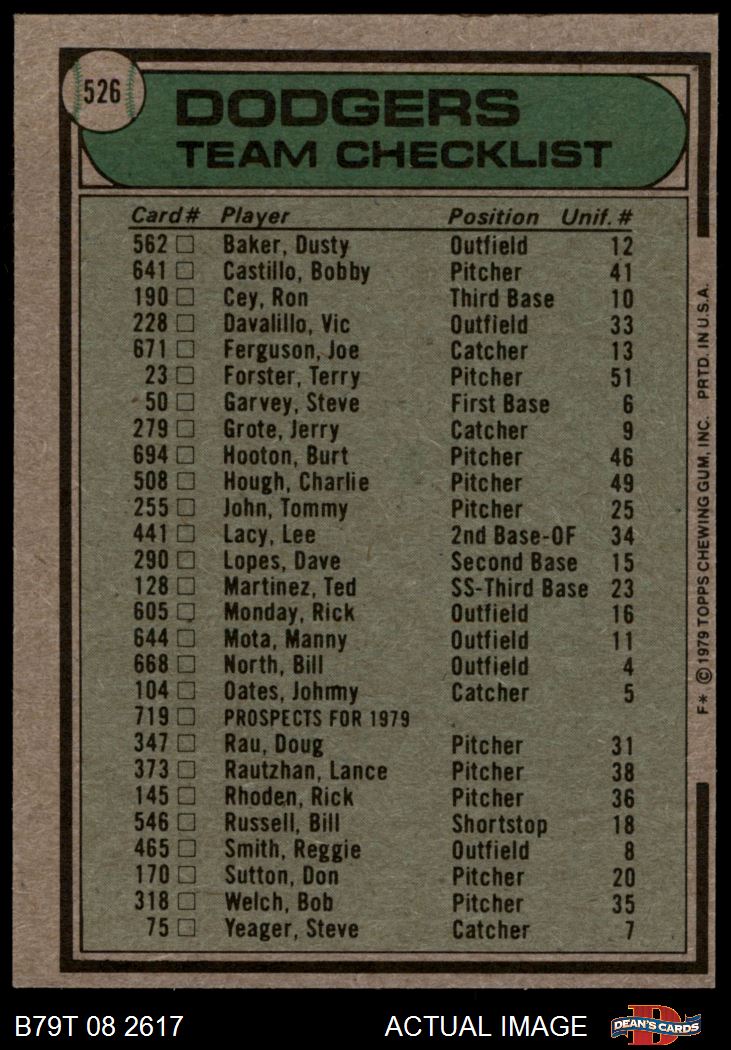 526
DODGERS
TEAM CHECKLIST
Card# Player Position Unif. #
562 Baker, Dusty Outfield 12
641 Castillo, Bobby Pitcher 41
190 Cey, Ron Third Base 10
228 Davalillo, Vic Outfield 33
671 Ferguson, Joe Catcher 13
23 Forster, Terry Pitcher 51
50 Garvey, Steve First Base 6
279 Grote, Jerry Catcher 9
694 Hooton, Burt Pitcher 46
508 Hough, Charlie Pitcher 49
255 John, Tommy Pitcher 25
441 Lacy, Lee 2nd Base-OF 34
290 Lopes, Dave Second Base 15
128 Martinez, Ted SS-Third Base 23
605 Monday, Rick Outfield 16
644 Mota, Manny Outfield 11
668 North, Bill Outfield 4
104 Oates, Johnny Catcher 5
719 PROSPECTS FOR 1979
347 Rau, Doug Pitcher 31
373 Rautzhan, Lance Pitcher 38
145 Rhoden, Rick Pitcher 36
546 Russell, Bill Shortstop 18
465 Smith, Reggie Outfield 8
170 Sutton, Don Pitcher 20
318 Welch, Bob Pitcher 35
75 Yeager, Steve Catcher 7
F* © 1979 TOPPS CHEWING GUM, INC. PRTD. IN U.S.A.
B79T 08 2617 ACTUAL IMAGE
D
DEAN'S CARDS